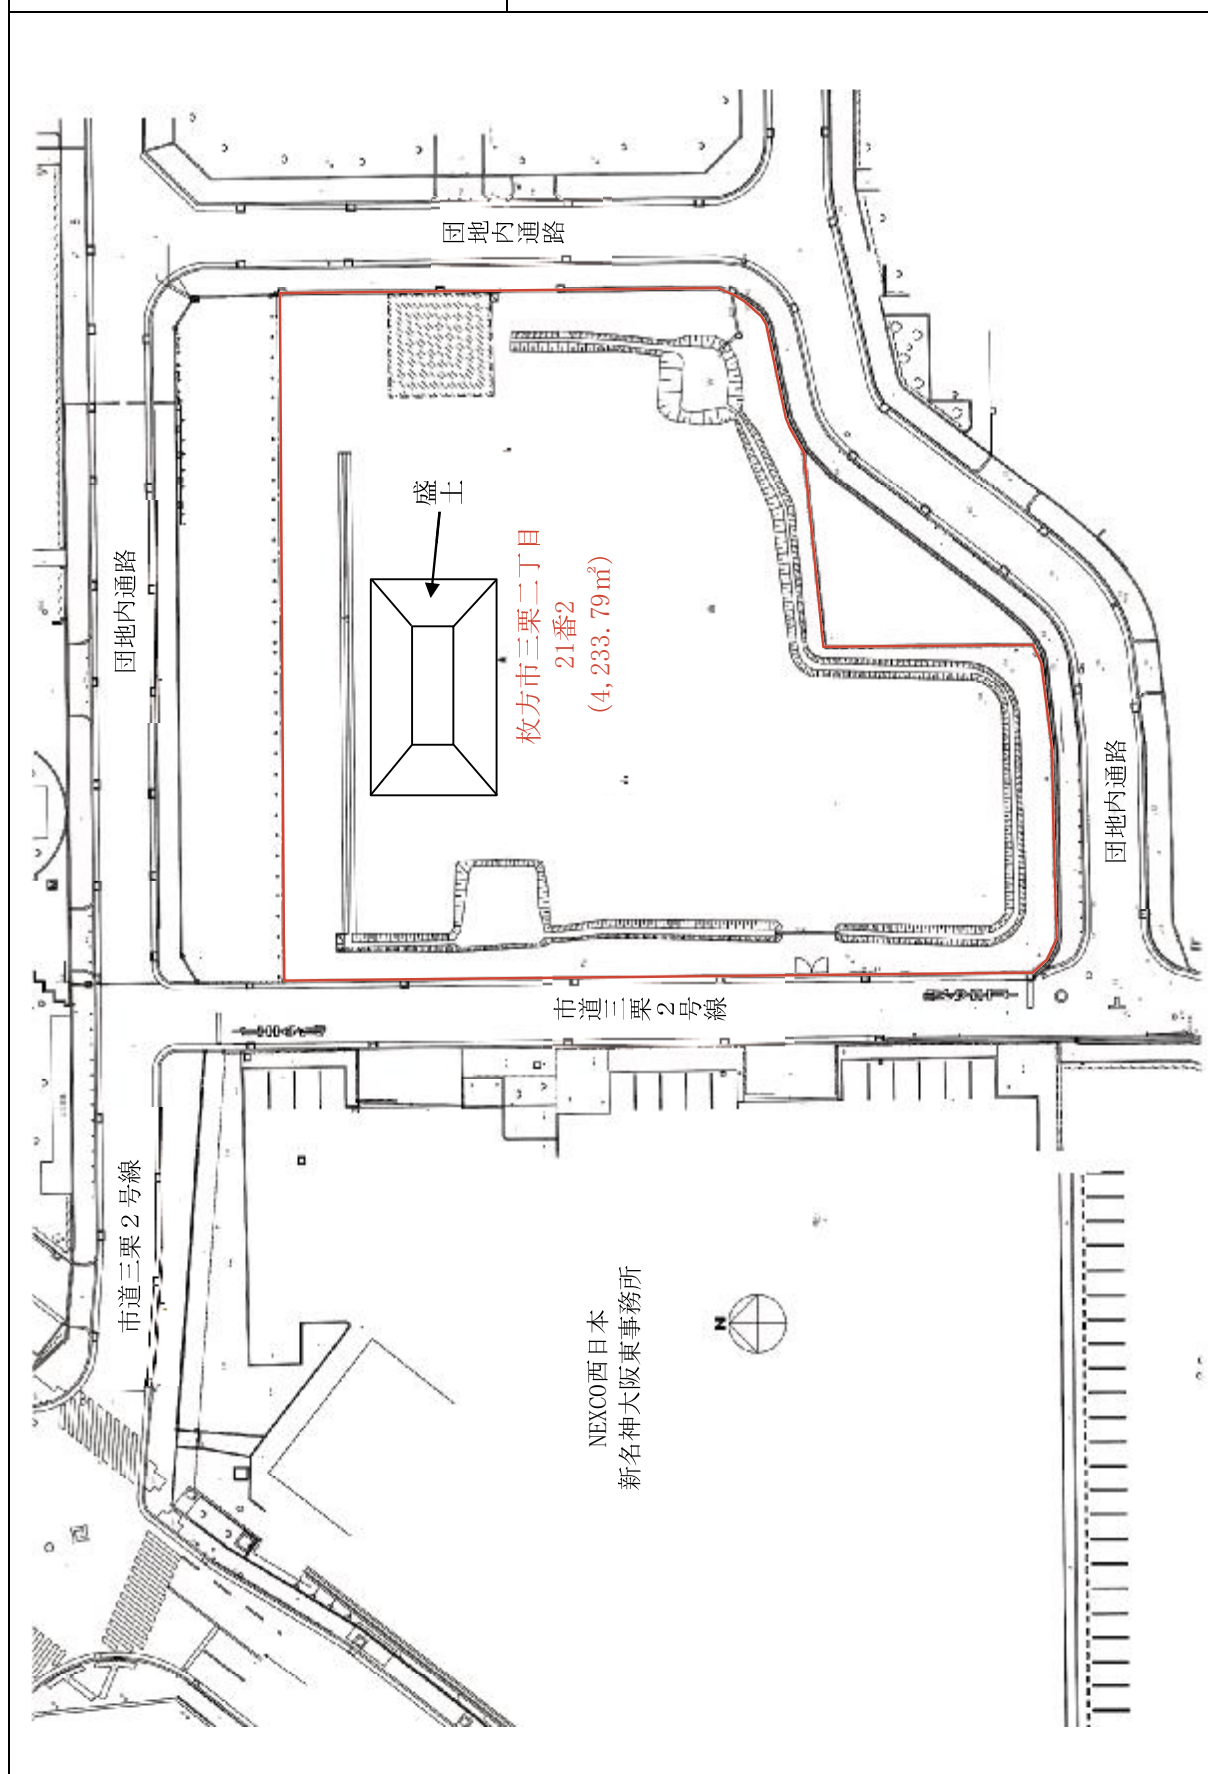 団地内通路
団地内通路
盛土
枚方市三栗二丁目
21番2
(4,233.79㎡)
団地内通路
市道三栗2号線
市道三栗2号線
NEXCO西日本
新名神大阪東事務所
N